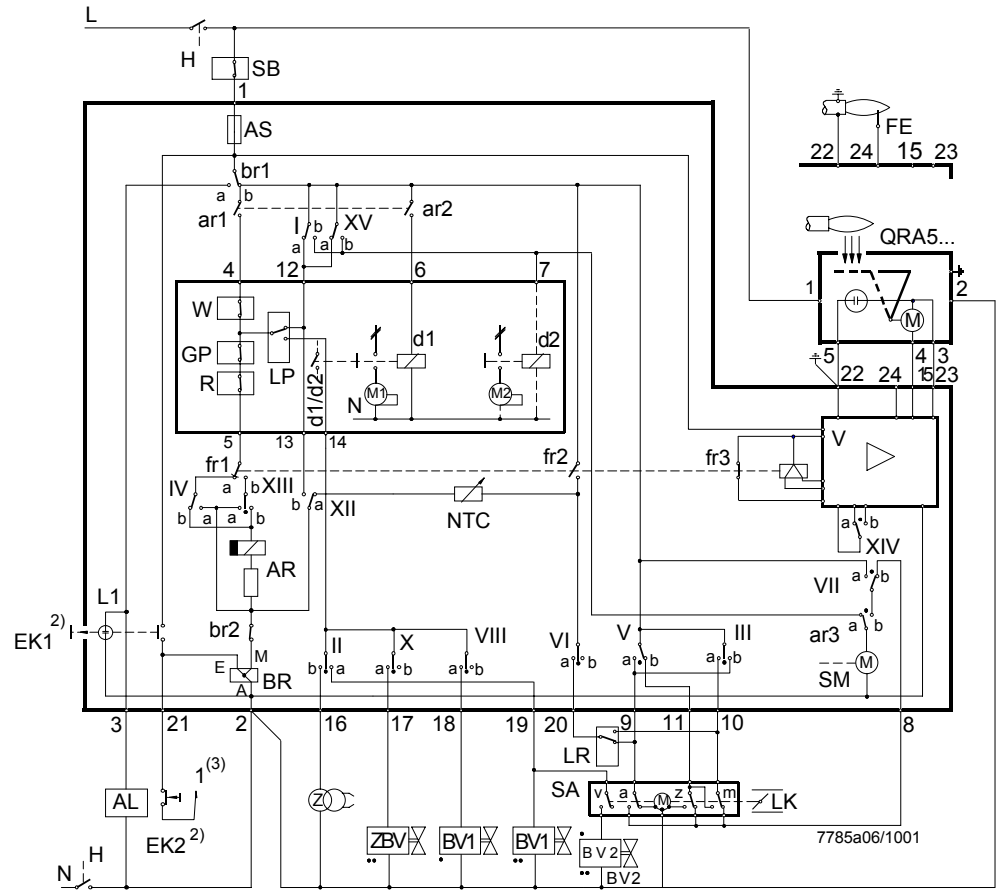 L
H
SB
1
AS
FE
22 24 15 23
br1
a b
ar1
ar2
I b XV
a a b
QRA5...
4 12 6 7
1 2
W
M
GP
LP
d1
d2
5 4 3
R
d1/d2
M1
N
M2
22 24 15 23
V
5 13 14
fr1
fr2
fr3
IV a b XIII
b a a b
b a XII
NTC
a b
XIV
AR
VII a b
L1
EK1 2)
br2
ar3
a b
E M
A BR
II X VIII
VI V III
b a a b a b a b a b a b
M
SM
3 21 2 16 17 18 19 20 9 11 10 8
LR
1(3)
AL
EK2 2)
Z
SA v a M z m
LK
ZBV BV1 BV1
BV2
BV2
7785a06/1001
N H